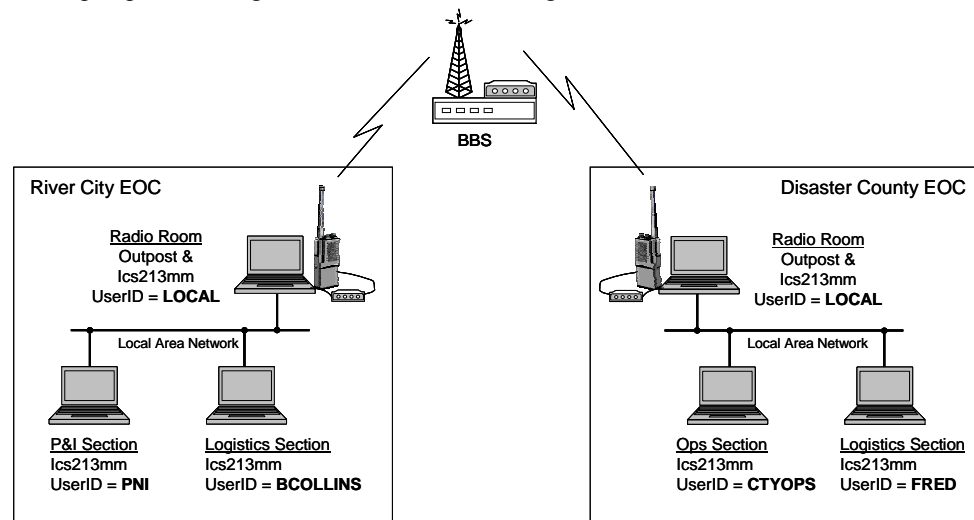 BBS
River City EOC
Radio Room
Outpost &
Ics213mm
UserID = LOCAL
Local Area Network
P&I Section
Ics213mm
UserID = PNI
Logistics Section
Ics213mm
UserID = BCOLLINS
Disaster County EOC
Radio Room
Outpost &
Ics213mm
UserID = LOCAL
Local Area Network
Ops Section
Ics213mm
UserID = CTYOPS
Logistics Section
Ics213mm
UserID = FRED